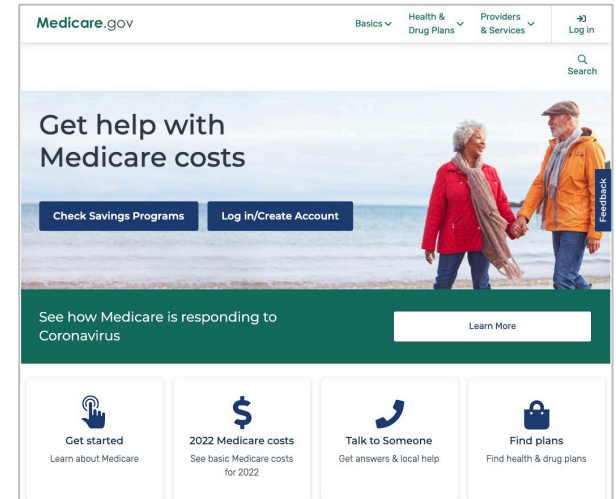 Medicare.gov
Basics
Health &
Drug Plans
Providers
& Services
Log in
Search
Get help with
Medicare costs
Check Savings Programs
Log in/Create Account
Feedback
See how Medicare is responding to
Coronavirus
Learn More
Get started
Learn about Medicare
2022 Medicare costs
See basic Medicare costs
for 2022
Talk to Someone
Get answers & local help
Find plans
Find health & drug plans